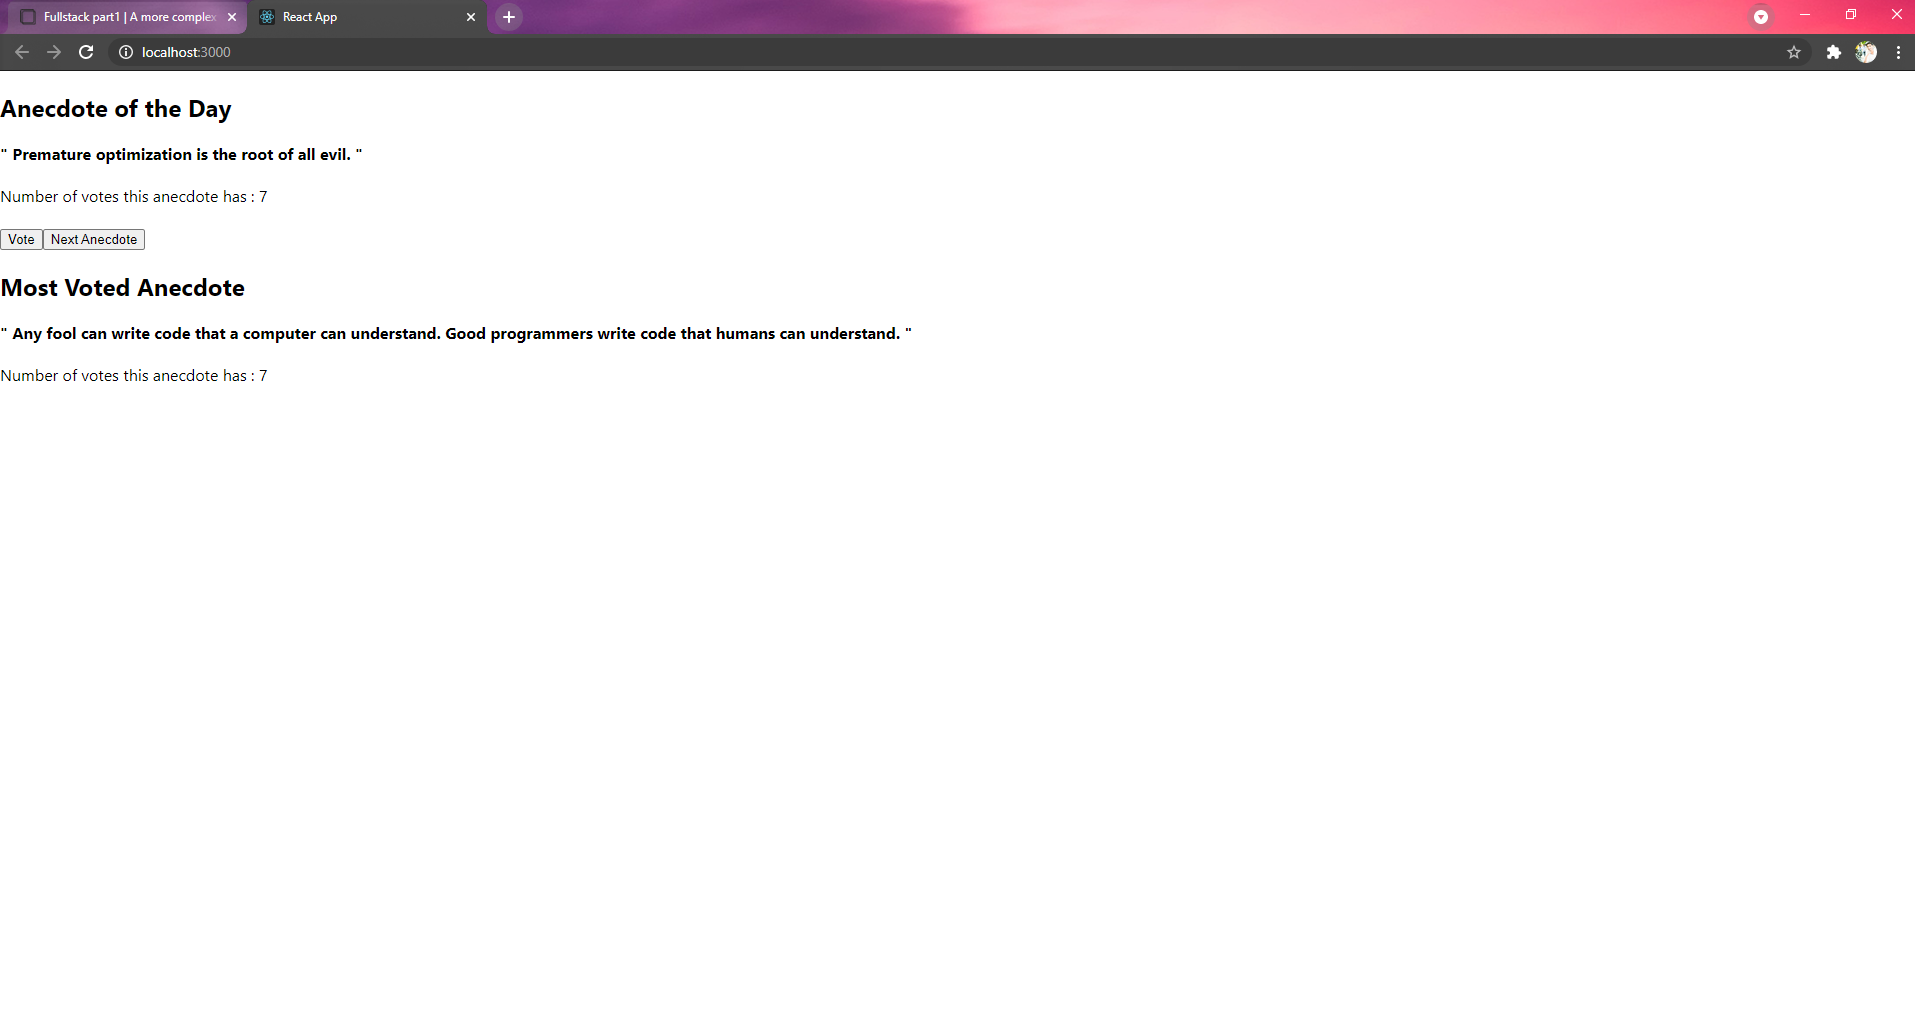 Fullstack part1 | A more complex
React App
localhost:3000
Anecdote of the Day
" Premature optimization is the root of all evil. "
Number of votes this anecdote has : 7
Vote
Next Anecdote
Most Voted Anecdote
" Any fool can write code that a computer can understand. Good programmers write code that humans can understand. "
Number of votes this anecdote has : 7